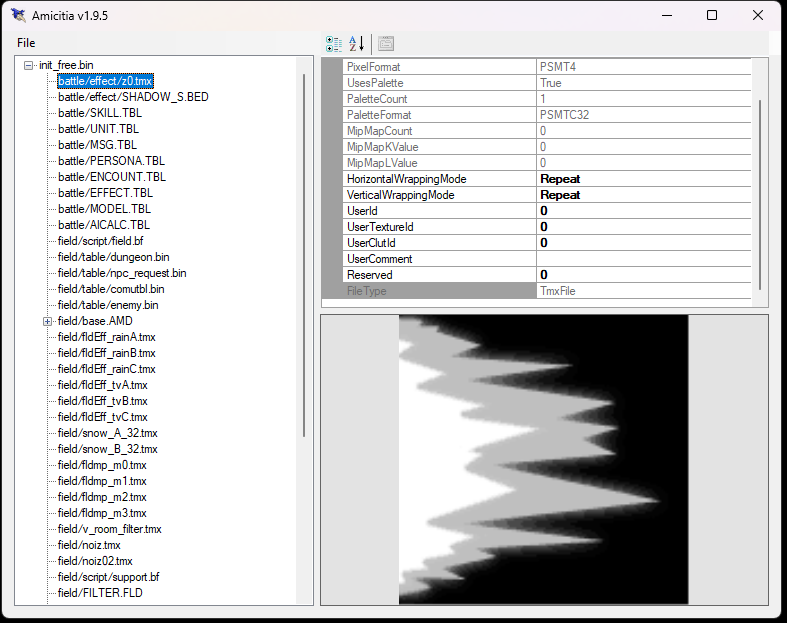 Amicitia v1.9.5
File
init_free.bin
battle/effect/z0.tmx
battle/effect/SHADOW_S.BED
battle/SKILL.TBL
battle/UNIT.TBL
battle/MSG.TBL
battle/PERSONA.TBL
battle/ENCOUNT.TBL
battle/EFFECT.TBL
battle/MODEL.TBL
battle/AICALC.TBL
field/script/field.bf
field/table/dungeon.bin
field/table/npc_request.bin
field/table/comutbl.bin
field/table/enemy.bin
field/base.AMD
field/fldEff_rainA.tmx
field/fldEff_rainB.tmx
field/fldEff_rainC.tmx
field/fldEff_tvA.tmx
field/fldEff_tvB.tmx
field/fldEff_tvC.tmx
field/snow_A_32.tmx
field/snow_B_32.tmx
field/fldmp_m0.tmx
field/fldmp_m1.tmx
field/fldmp_m2.tmx
field/fldmp_m3.tmx
field/v_room_filter.tmx
field/noiz.tmx
field/noiz02.tmx
field/script/support.bf
field/FILTER.FLD
PixelFormat PSMT4
UsesPalette True
PaletteCount 1
PaletteFormat PSMTC32
MipMapCount 0
MipMapKValue 0
MipMapLValue 0
HorizontalWrappingMode Repeat
VerticalWrappingMode Repeat
UserId 0
UserTextureId 0
UserClutId 0
UserComment
Reserved 0
FileType TmxFile